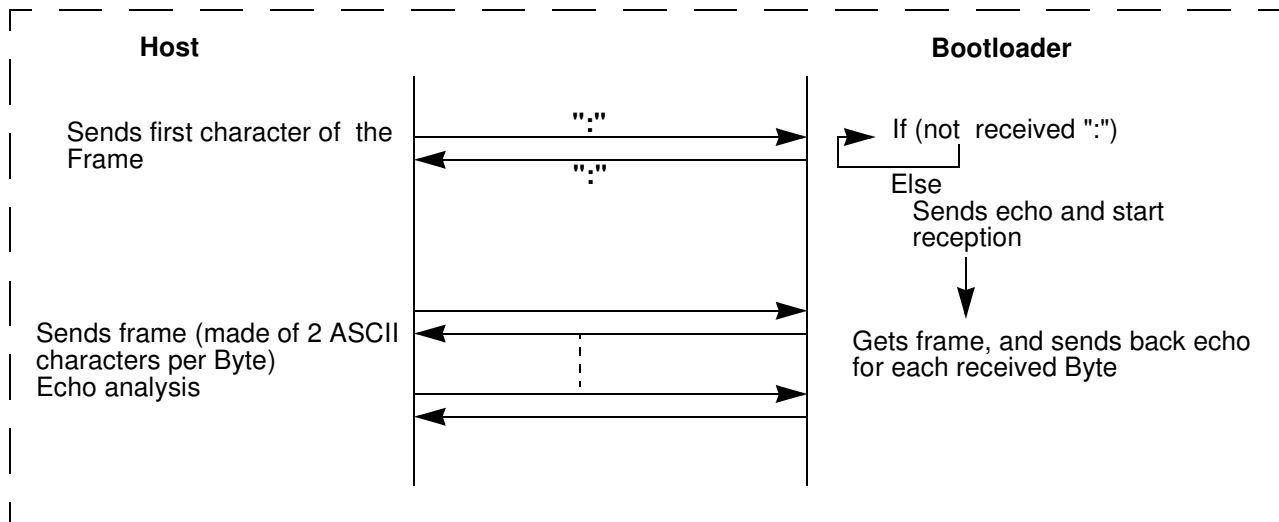 Host
Bootloader
Sends first character of the
Frame
":"
":"
If (not received ":")
Else
Sends echo and start
reception
Sends frame (made of 2 ASCII
characters per Byte)
Echo analysis
Gets frame, and sends back echo
for each received Byte